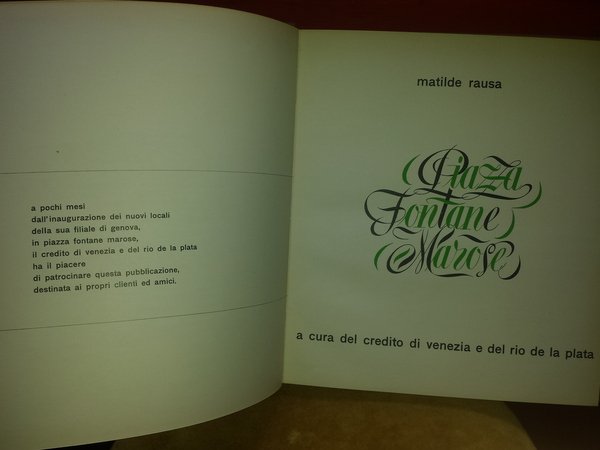 a pochi mesi
dall'inaugurazione dei nuovi locali
della sua filiale di genova,
in piazza fontane marose,
il credito di venezia e del rio de la plata
ha il piacere
di patrocinare questa pubblicazione,
destinata ai propri clienti ed amici.
matilde rausa
Piazza
Fontane
Marose
a cura del credito di venezia e del rio de la plata